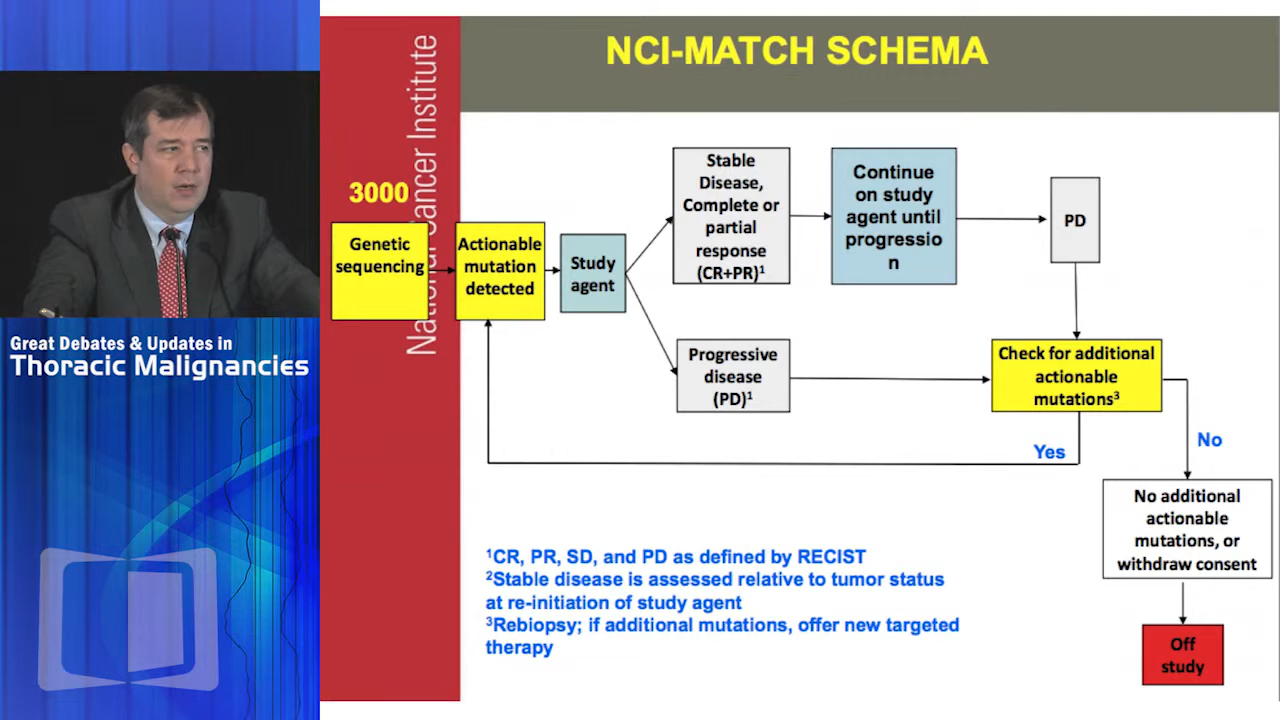 NCI-MATCH SCHEMA
National Cancer Institute
3000
Genetic
sequencing
Actionable
mutation
detected
Study
agent
Stable
Disease,
Complete or
partial
response
(CR+PR)¹
Continue
on study
agent until
progressio
n
PD
Progressive
disease
(PD)¹
Check for additional
actionable
mutations³
Yes
No
No additional
actionable
mutations, or
withdraw consent
Off
study
¹CR, PR, SD, and PD as defined by RECIST
²Stable disease is assessed relative to tumor status
at re-initiation of study agent
³Rebiopsy; if additional mutations, offer new targeted
therapy
Great Debates & Updates in
Thoracic Malignancies